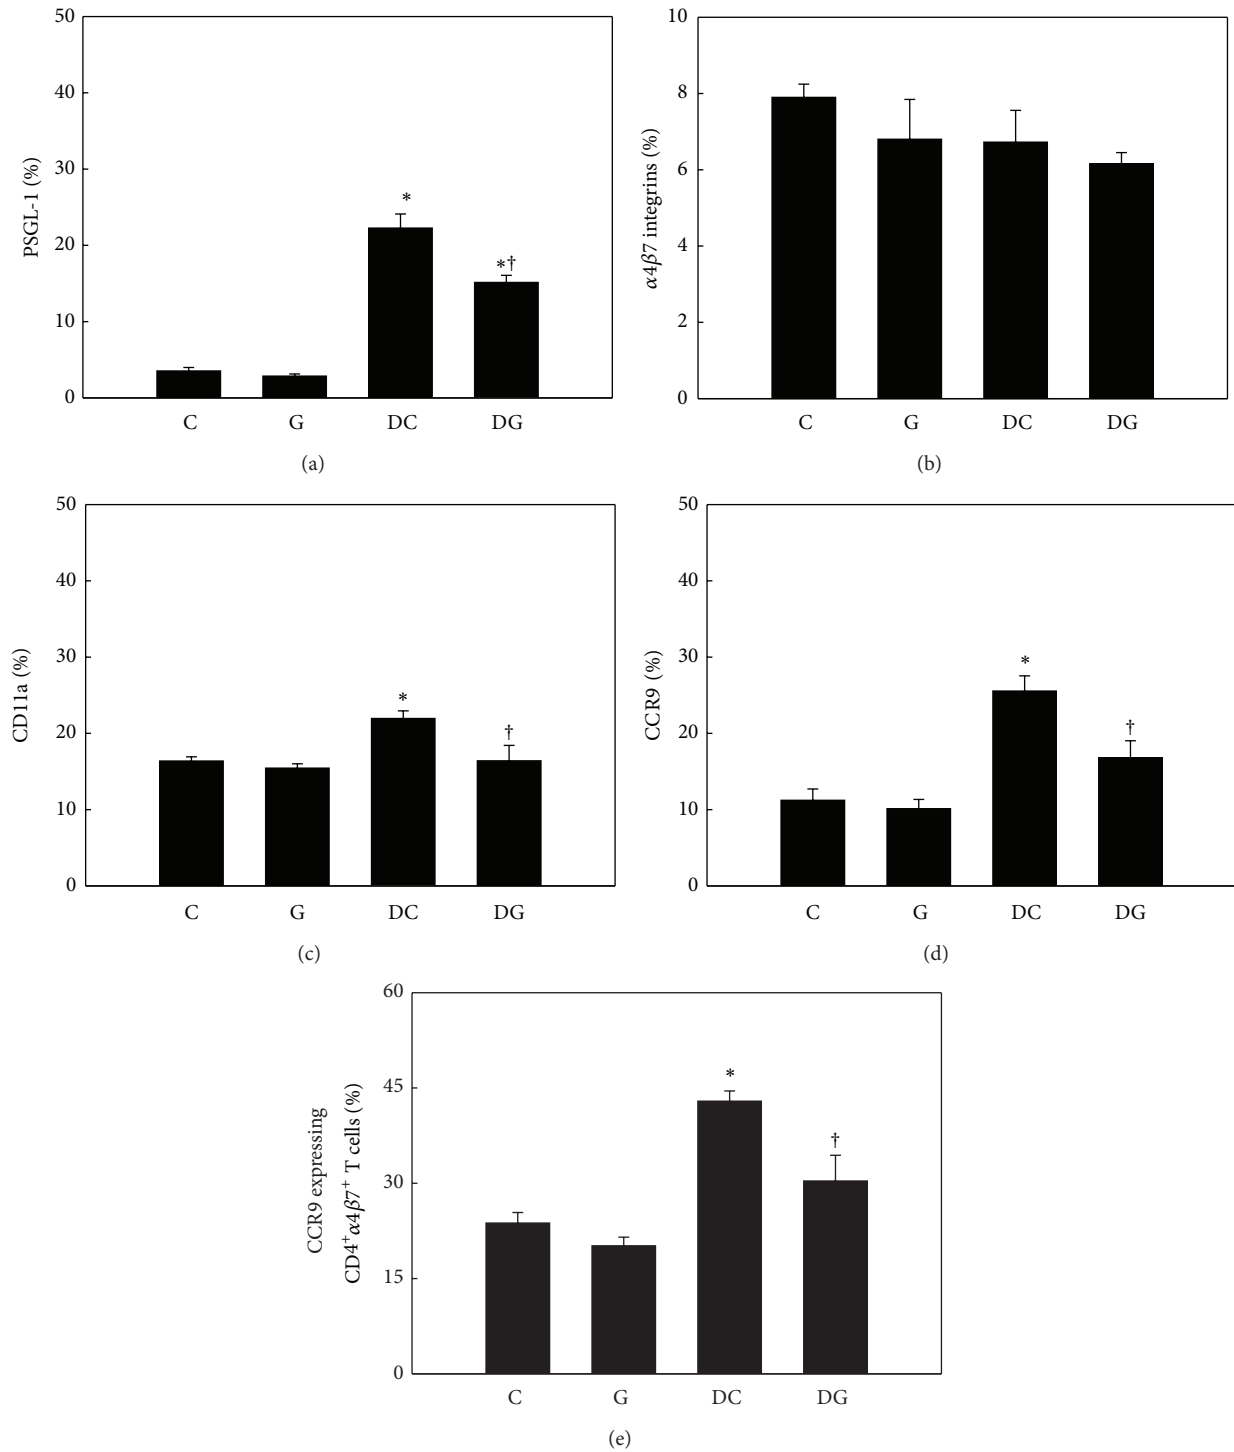 50
40
30
20
10
0
PSGL-1 (%)
*
*†
C G DC DG
(a)
10
8
6
4
2
0
α4β7 integrins (%)
C G DC DG
(b)
50
40
30
20
10
0
CD11a (%)
*
†
C G DC DG
(c)
50
40
30
20
10
0
CCR9 (%)
*
†
C G DC DG
(d)
60
45
30
15
0
CCR9 expressing
CD4⁺α4β7⁺ T cells (%)
*
†
C G DC DG
(e)